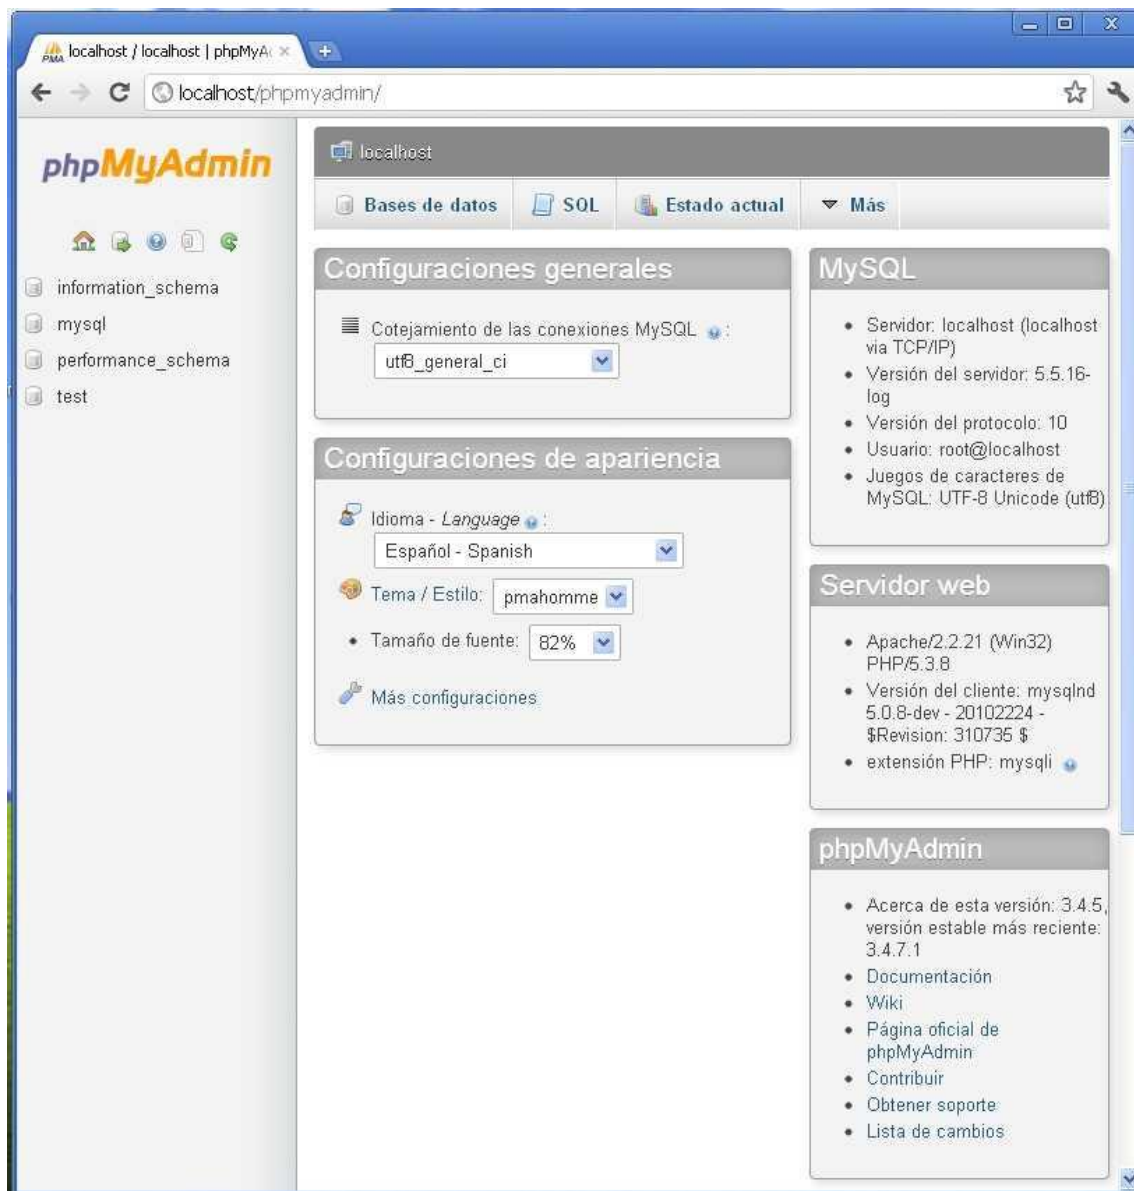 localhost / localhost | phpMyA
localhost/phpmyadmin/
phpMyAdmin
information_schema
mysql
performance_schema
test
localhost
Bases de datos
SQL
Estado actual
Más
Configuraciones generales
Cotejamiento de las conexiones MySQL :
utf8_general_ci
Configuraciones de apariencia
Idioma - Language :
Español - Spanish
Tema / Estilo: pmahomme
Tamaño de fuente: 82%
Más configuraciones
MySQL
Servidor: localhost (localhost
via TCP/IP)
Versión del servidor: 5.5.16-
log
Versión del protocolo: 10
Usuario: root@localhost
Juegos de caracteres de
MySQL: UTF-8 Unicode (utf8)
Servidor web
Apache/2.2.21 (Win32)
PHP/5.3.8
Versión del cliente: mysqlnd
5.0.8-dev - 20102224 -
$Revision: 310735 $
extensión PHP: mysqli
phpMyAdmin
Acerca de esta versión: 3.4.5,
versión estable más reciente:
3.4.7.1
Documentación
Wiki
Página oficial de
phpMyAdmin
Contribuir
Obtener soporte
Lista de cambios